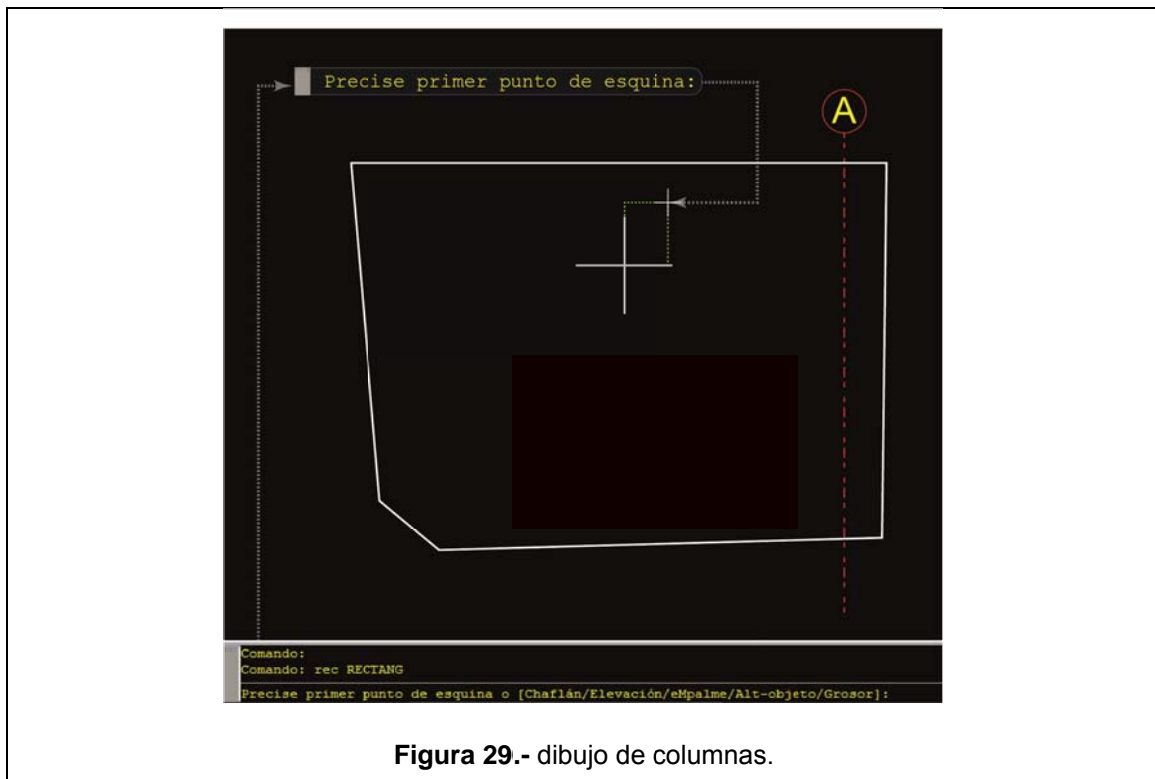 Precise primer punto de esquina:
A
Comando:
Comando: rec RECTANG
Precise primer punto de esquina o [Chaflán/Elevación/eMpalme/Alt-objeto/Grosor]:
Figura 29.- dibujo de columnas.